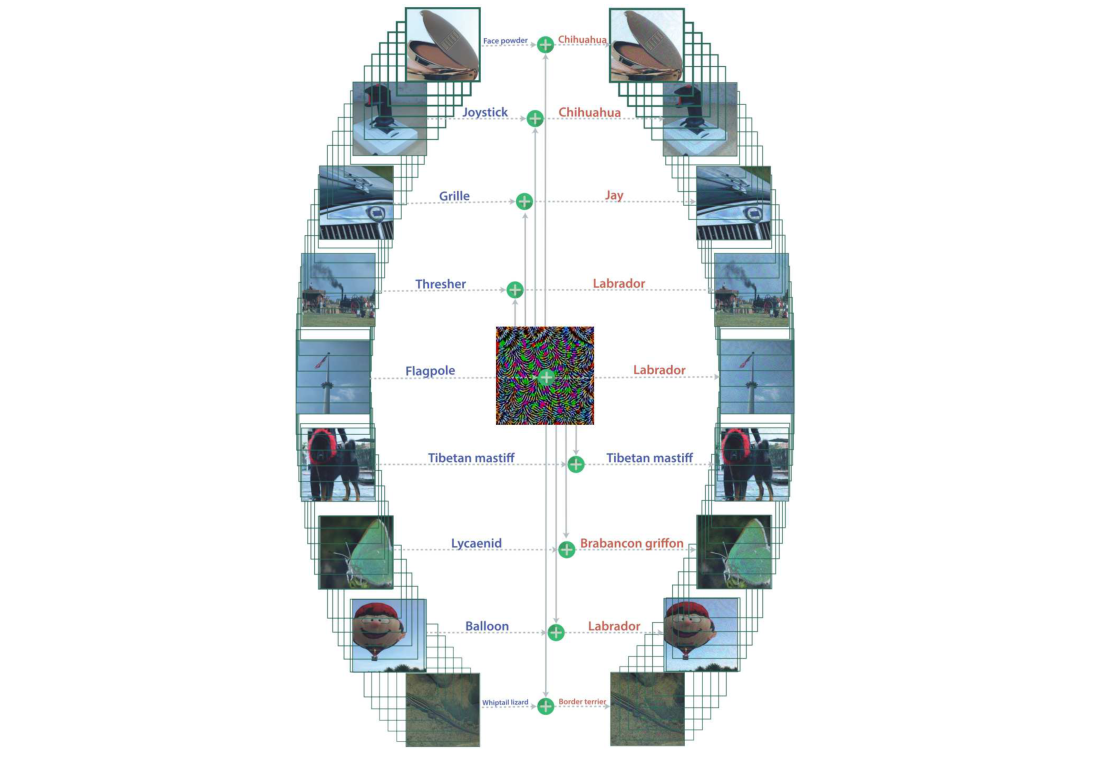 Face powder Chihuahua
Joystick Chihuahua
Grille Jay
Thresher Labrador
Flagpole Labrador
Tibetan mastiff Tibetan mastiff
Lycaenid Brabancon griffon
Balloon Labrador
Whiptail lizard Border terrier